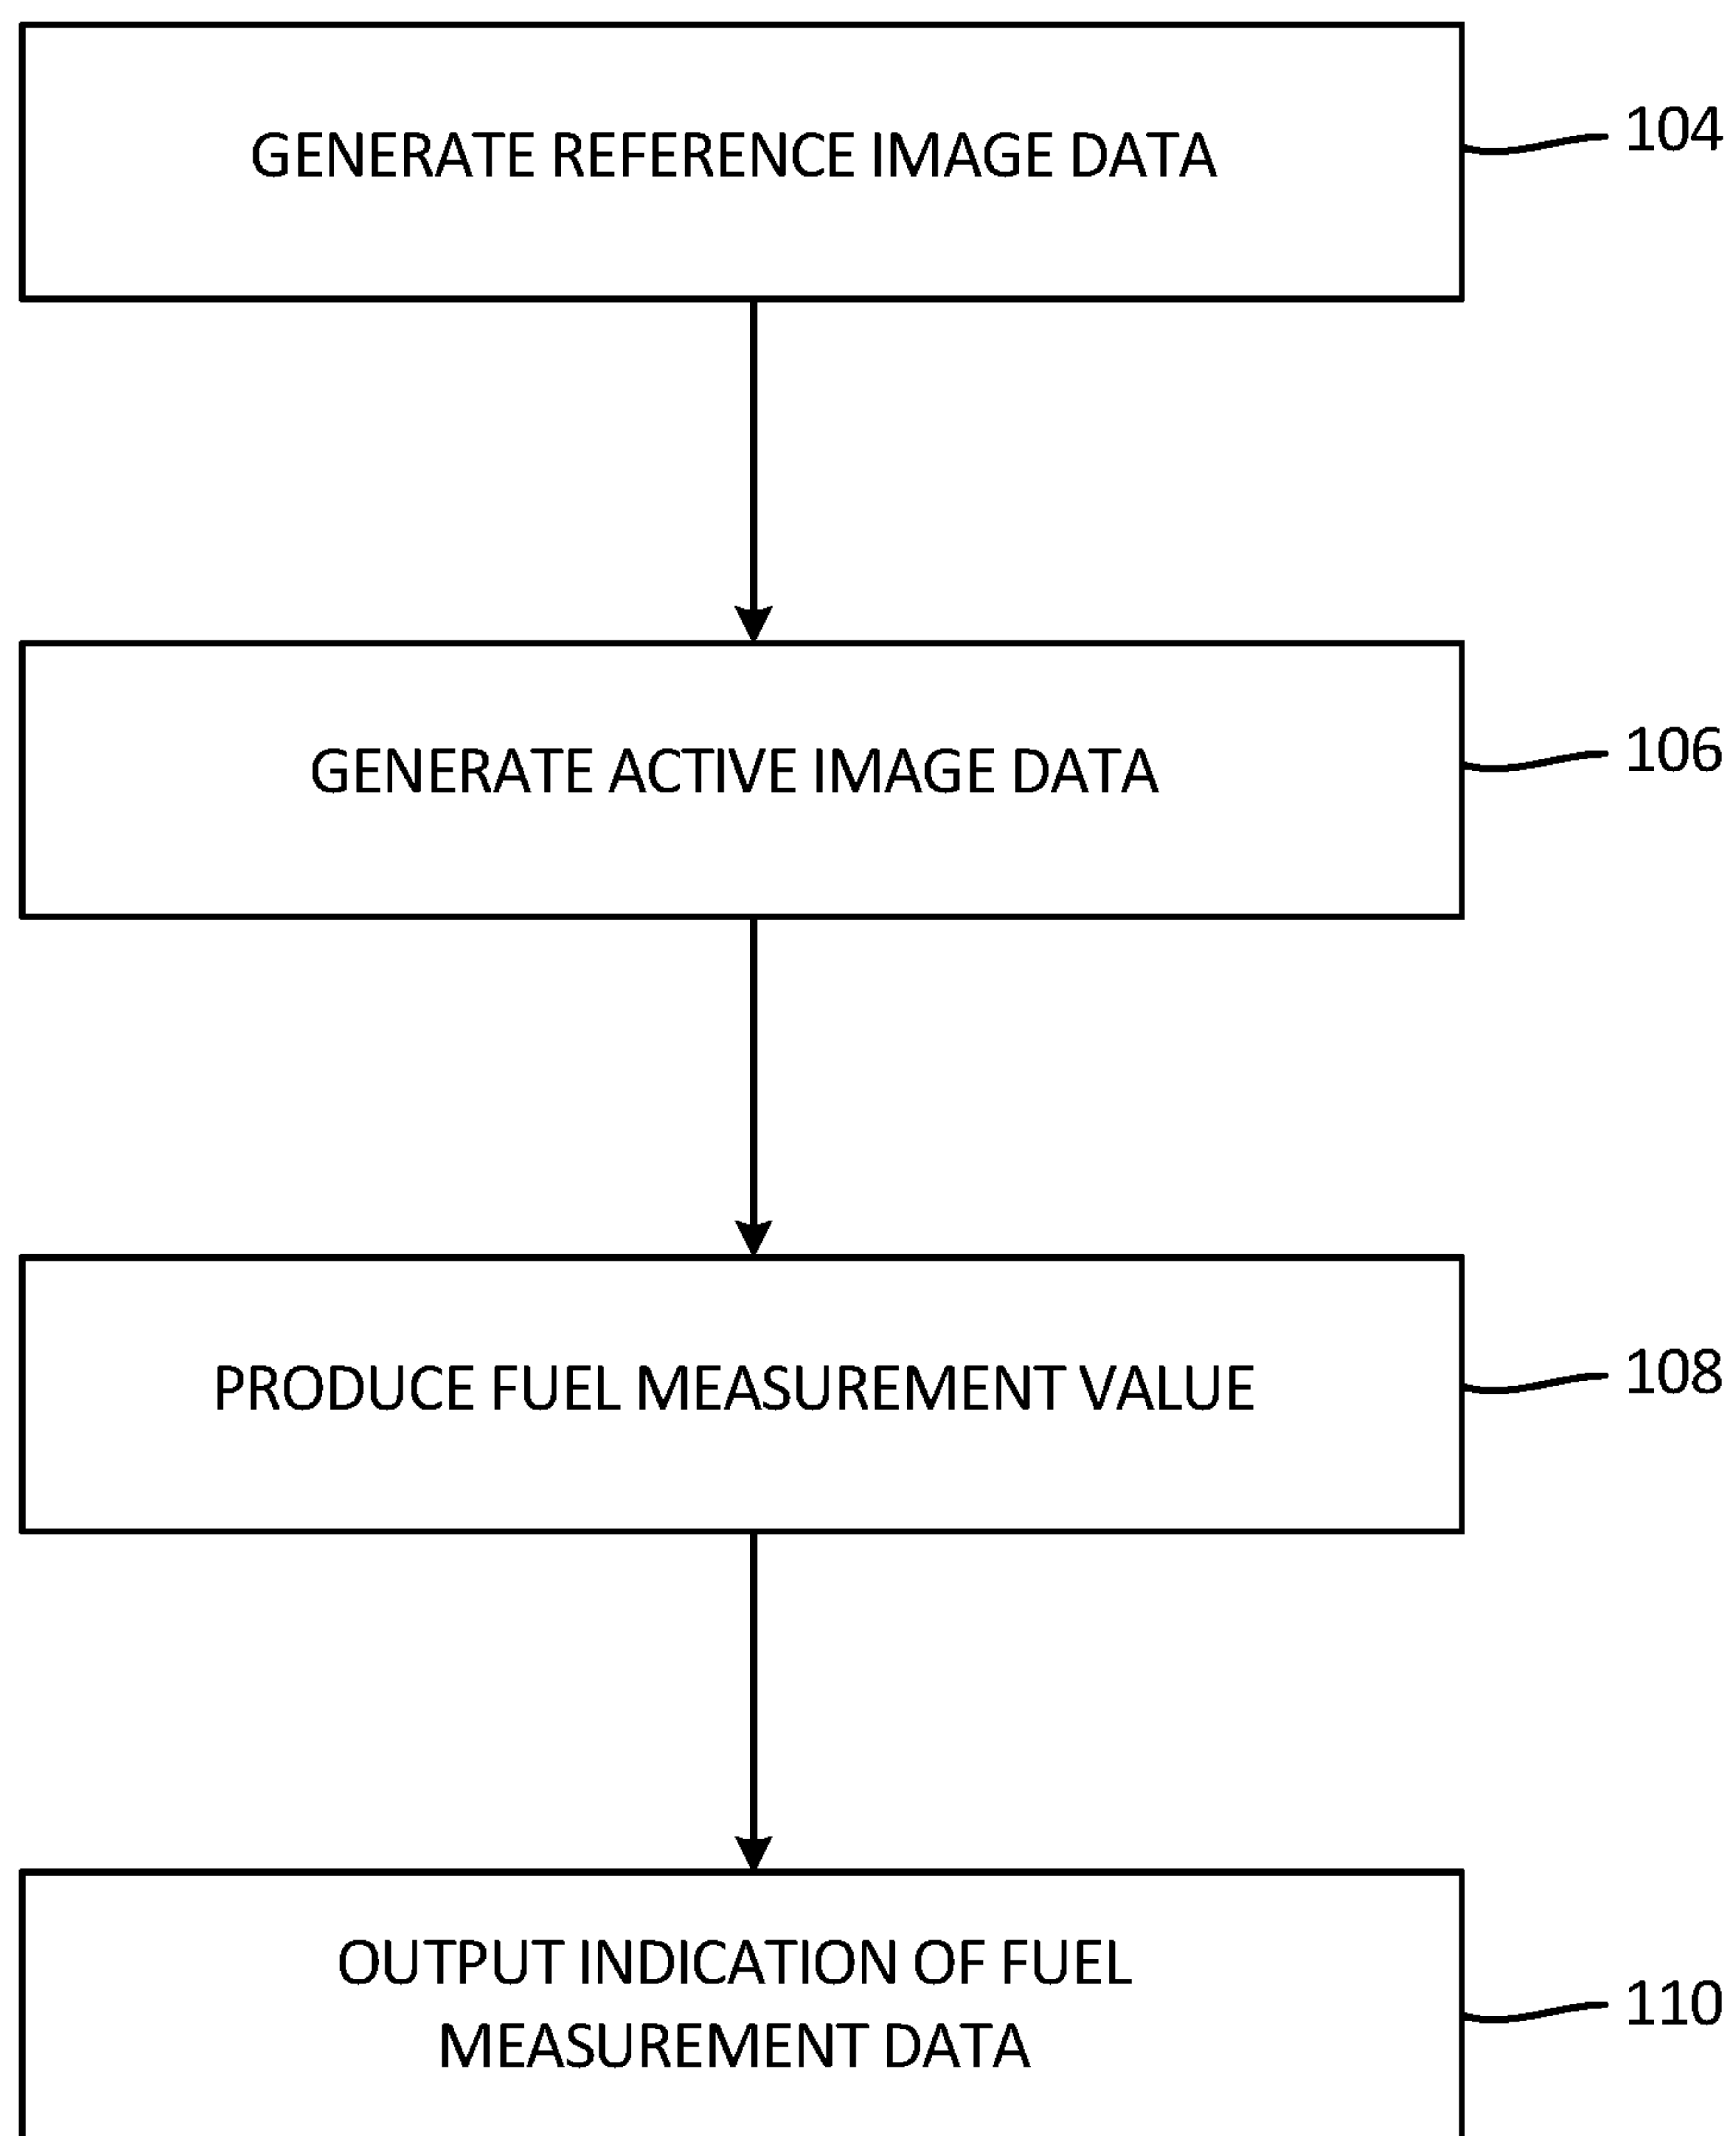 GENERATE REFERENCE IMAGE DATA
104
GENERATE ACTIVE IMAGE DATA
106
PRODUCE FUEL MEASUREMENT VALUE
108
OUTPUT INDICATION OF FUEL
MEASUREMENT DATA
110